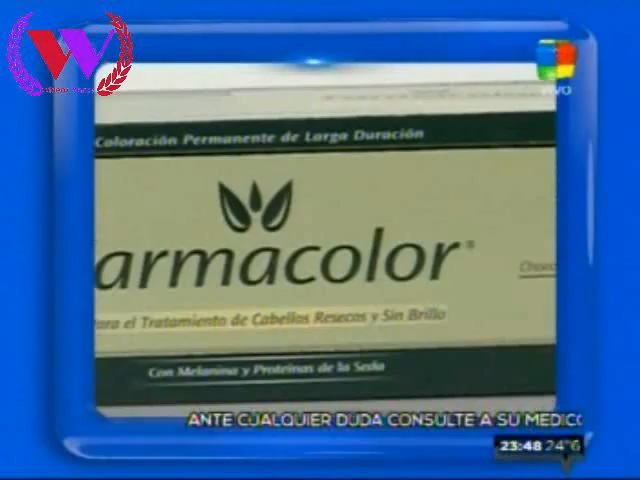 W
VIVO
Coloración Permanente de Larga Duración
armacolor®
para el Tratamiento de Cabellos Resecos y Sin Brillo
Con Melanina y Proteínas de la Seda
ANTE CUALQUIER DUDA CONSULTE A SU MEDICO
23:48 24°6